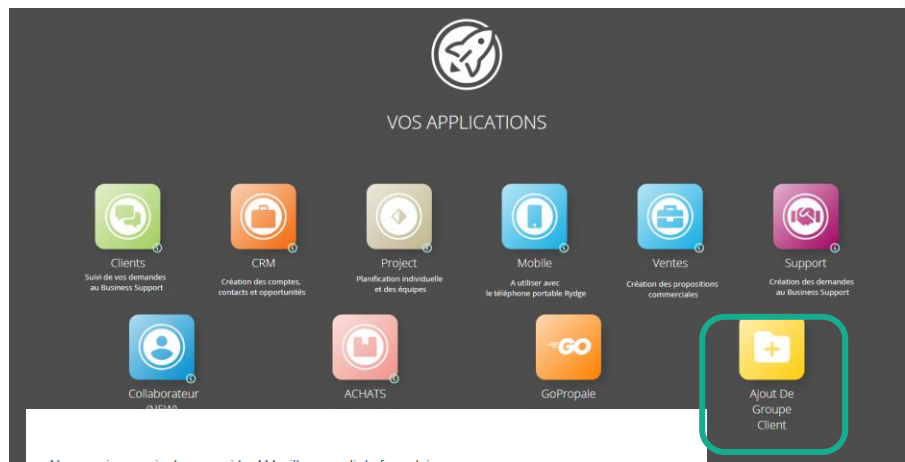 VOS APPLICATIONS
Clients
Suivi de vos demandes
au Business Support
CRM
Création des comptes,
contacts et opportunités
Project
Planification individuelle
et des équipes
Mobile
A utiliser avec
le téléphone portable Rydge
Ventes
Création des propositions
commerciales
Support
Création des demandes
au Business Support
Collaborateur
(NEW)
ACHATS
GO
GoPropale
Ajout De
Groupe
Client